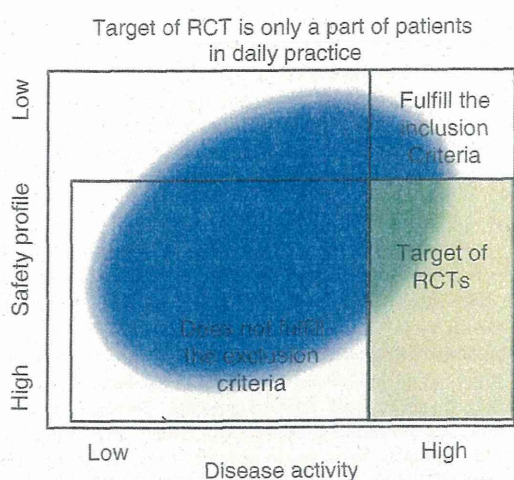 Target of RCT is only a part of patients
in daily practice
Low
Safety profile
High
Fulfill the
inclusion
Criteria
Target of
RCTs
Does not
the exclusion
criteria
Low
High
Disease activity